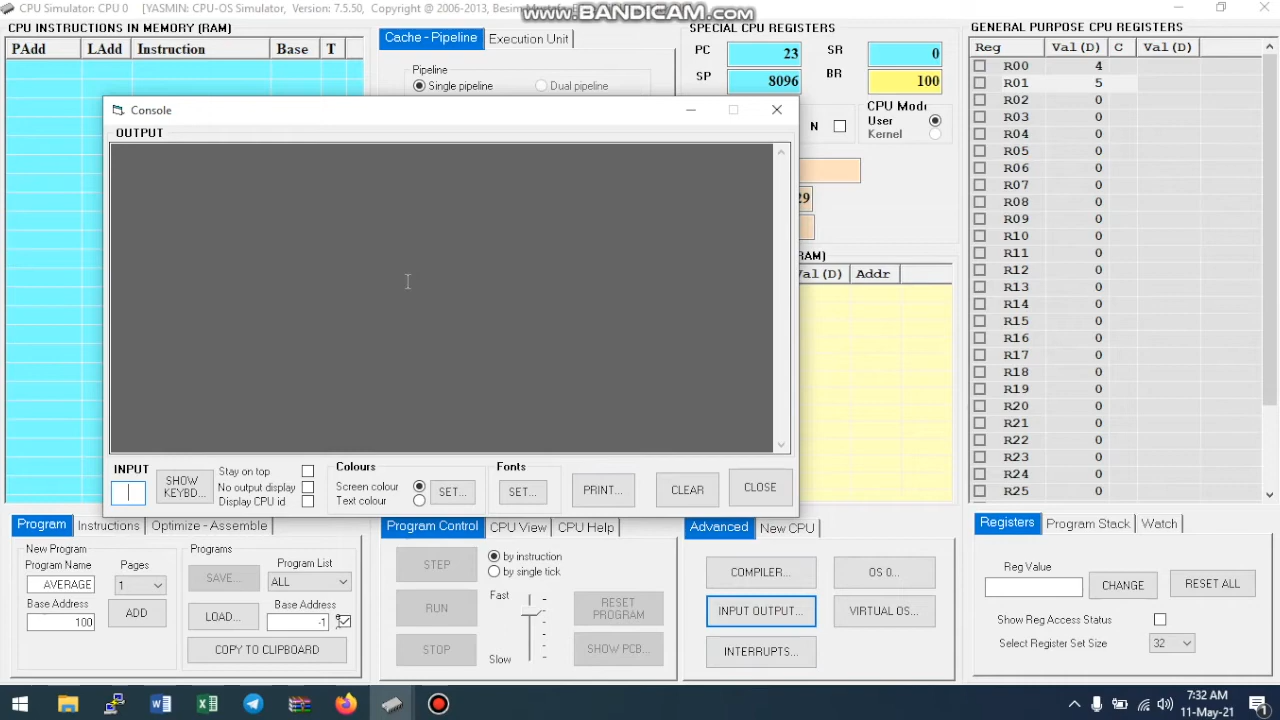 CPU Simulator: CPU 0 [YASMIN: CPU-OS Simulator, Version: 7.5.50, Copyright @ 2006-2013, Besim
www.BANDICAM.com
CPU INSTRUCTIONS IN MEMORY (RAM)
PAdd LAdd Instruction Base T
Cache - Pipeline Execution Unit
Pipeline
Single pipeline Dual pipeline
SPECIAL CPU REGISTERS
PC 23 SR 0
SP 8096 BR 100
N
CPU Mode
User
Kernel
29
RAM)
Val(D) Addr
GENERAL PURPOSE CPU REGISTERS
Reg Val(D) C Val(D)
R00 4
R01 5
R02 0
R03 0
R04 0
R05 0
R06 0
R07 0
R08 0
R09 0
R10 0
R11 0
R12 0
R13 0
R14 0
R15 0
R16 0
R17 0
R18 0
R19 0
R20 0
R21 0
R22 0
R23 0
R24 0
R25 0
Console
OUTPUT
INPUT
SHOW KEYBD...
Stay on top
No output display
Display CPU id
Colours
Screen colour
Text colour
SET...
Fonts
SET...
PRINT...
CLEAR
CLOSE
Program Instructions Optimize - Assemble
New Program
Program Name Pages
AVERAGE 1
Base Address
100 ADD
Programs
SAVE...
Program List
ALL
LOAD...
Base Address
-1
COPY TO CLIPBOARD
Program Control CPU View CPU Help
STEP
by instruction
by single tick
RUN
Fast
Slow
RESET PROGRAM
STOP
SHOW PCB...
Advanced New CPU
COMPILER... OS 0...
INPUT OUTPUT... VIRTUAL OS...
INTERRUPTS...
Registers Program Stack Watch
Reg Value
CHANGE RESET ALL
Show Reg Access Status
Select Register Set Size 32
7:32 AM
11-May-21
1